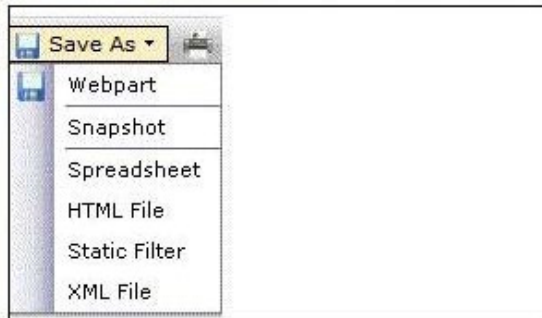 Save As
Webpart
Snapshot
Spreadsheet
HTML File
Static Filter
XML File